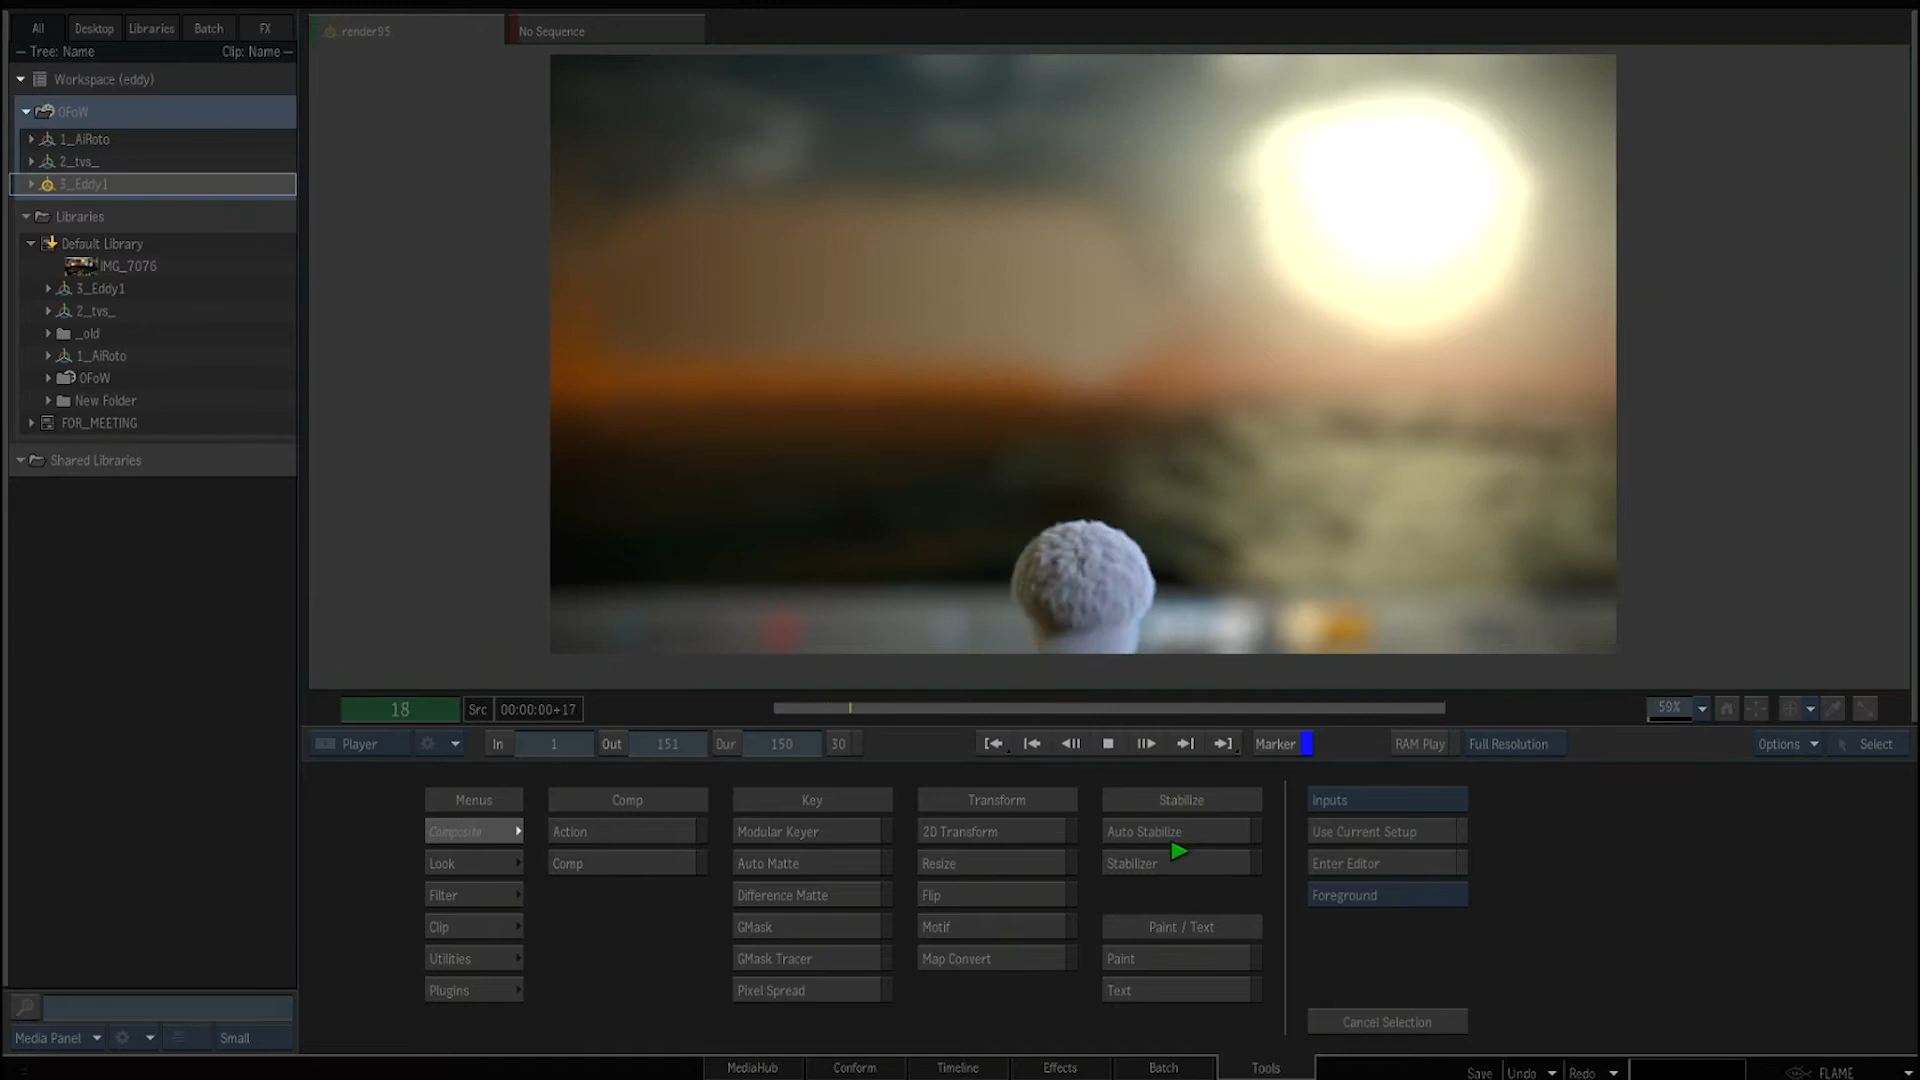 All
Desktop
Libraries
Batch
FX
Tree: Name
Clip: Name
Workspace (eddy)
OFoW
1_AiRoto
2_tvs_
3_Eddy1
Libraries
Default Library
IMG_7076
3_Eddy1
2_tvs_
_old
1_AiRoto
OFoW
New Folder
FOR_MEETING
Shared Libraries
Media Panel
Small
render95
No Sequence
18
Src
00:00:00+17
59%
Player
In
1
Out
151
Dur
150
30
Marker
RAM Play
Full Resolution
Options
Select
Menus
Comp
Key
Transform
Stabilize
Inputs
Composite
Action
Modular Keyer
2D Transform
Auto Stabilize
Use Current Setup
Look
Comp
Auto Matte
Resize
Stabilizer
Enter Editor
Filter
Difference Matte
Flip
Foreground
Clip
GMask
Motif
Paint / Text
Utilities
GMask Tracer
Map Convert
Paint
Plugins
Pixel Spread
Text
Cancel Selection
MediaHub
Conform
Timeline
Effects
Batch
Tools
Save
Undo
Redo
FLAME